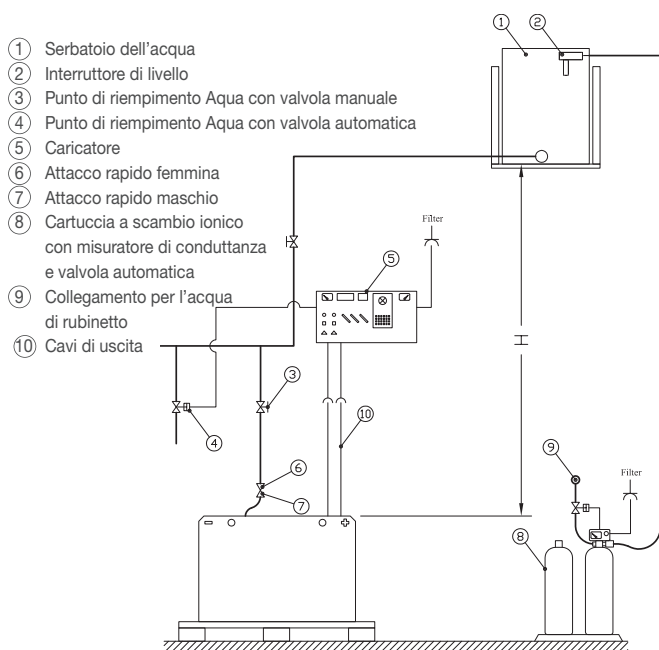 ① Serbatoio dell'acqua
② Interruttore di livello
③ Punto di riempimento Aqua con valvola manuale
④ Punto di riempimento Aqua con valvola automatica
⑤ Caricatore
⑥ Attacco rapido femmina
⑦ Attacco rapido maschio
⑧ Cartuccia a scambio ionico
con misuratore di conduttanza
e valvola automatica
⑨ Collegamento per l'acqua
di rubinetto
⑩ Cavi di uscita
① ②
Filter
⑤
H
③
④
⑩
⑥
⑦
⑨
Filter
⑧
− +